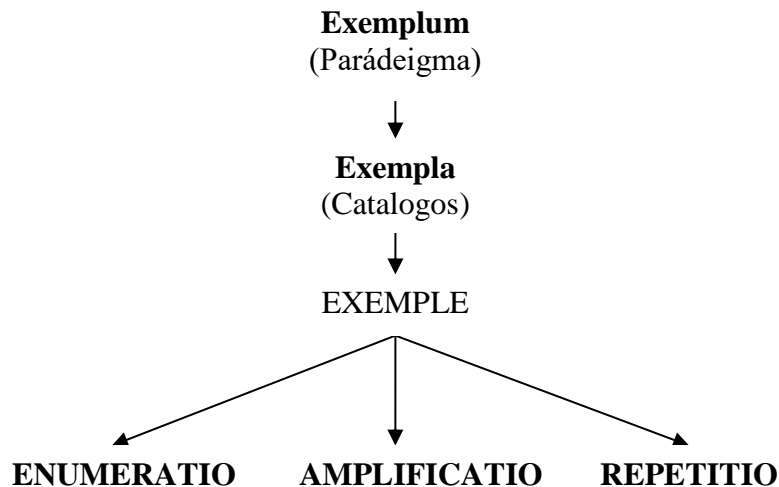 Exemplum
(Parádeigma)
Exempla
(Catalogos)
EXEMPLE
ENUMERATIO AMPLIFICATIO REPETITIO